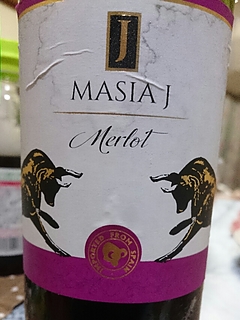 J
MASIA J
Merlot
IMPORTED FROM SPAIN